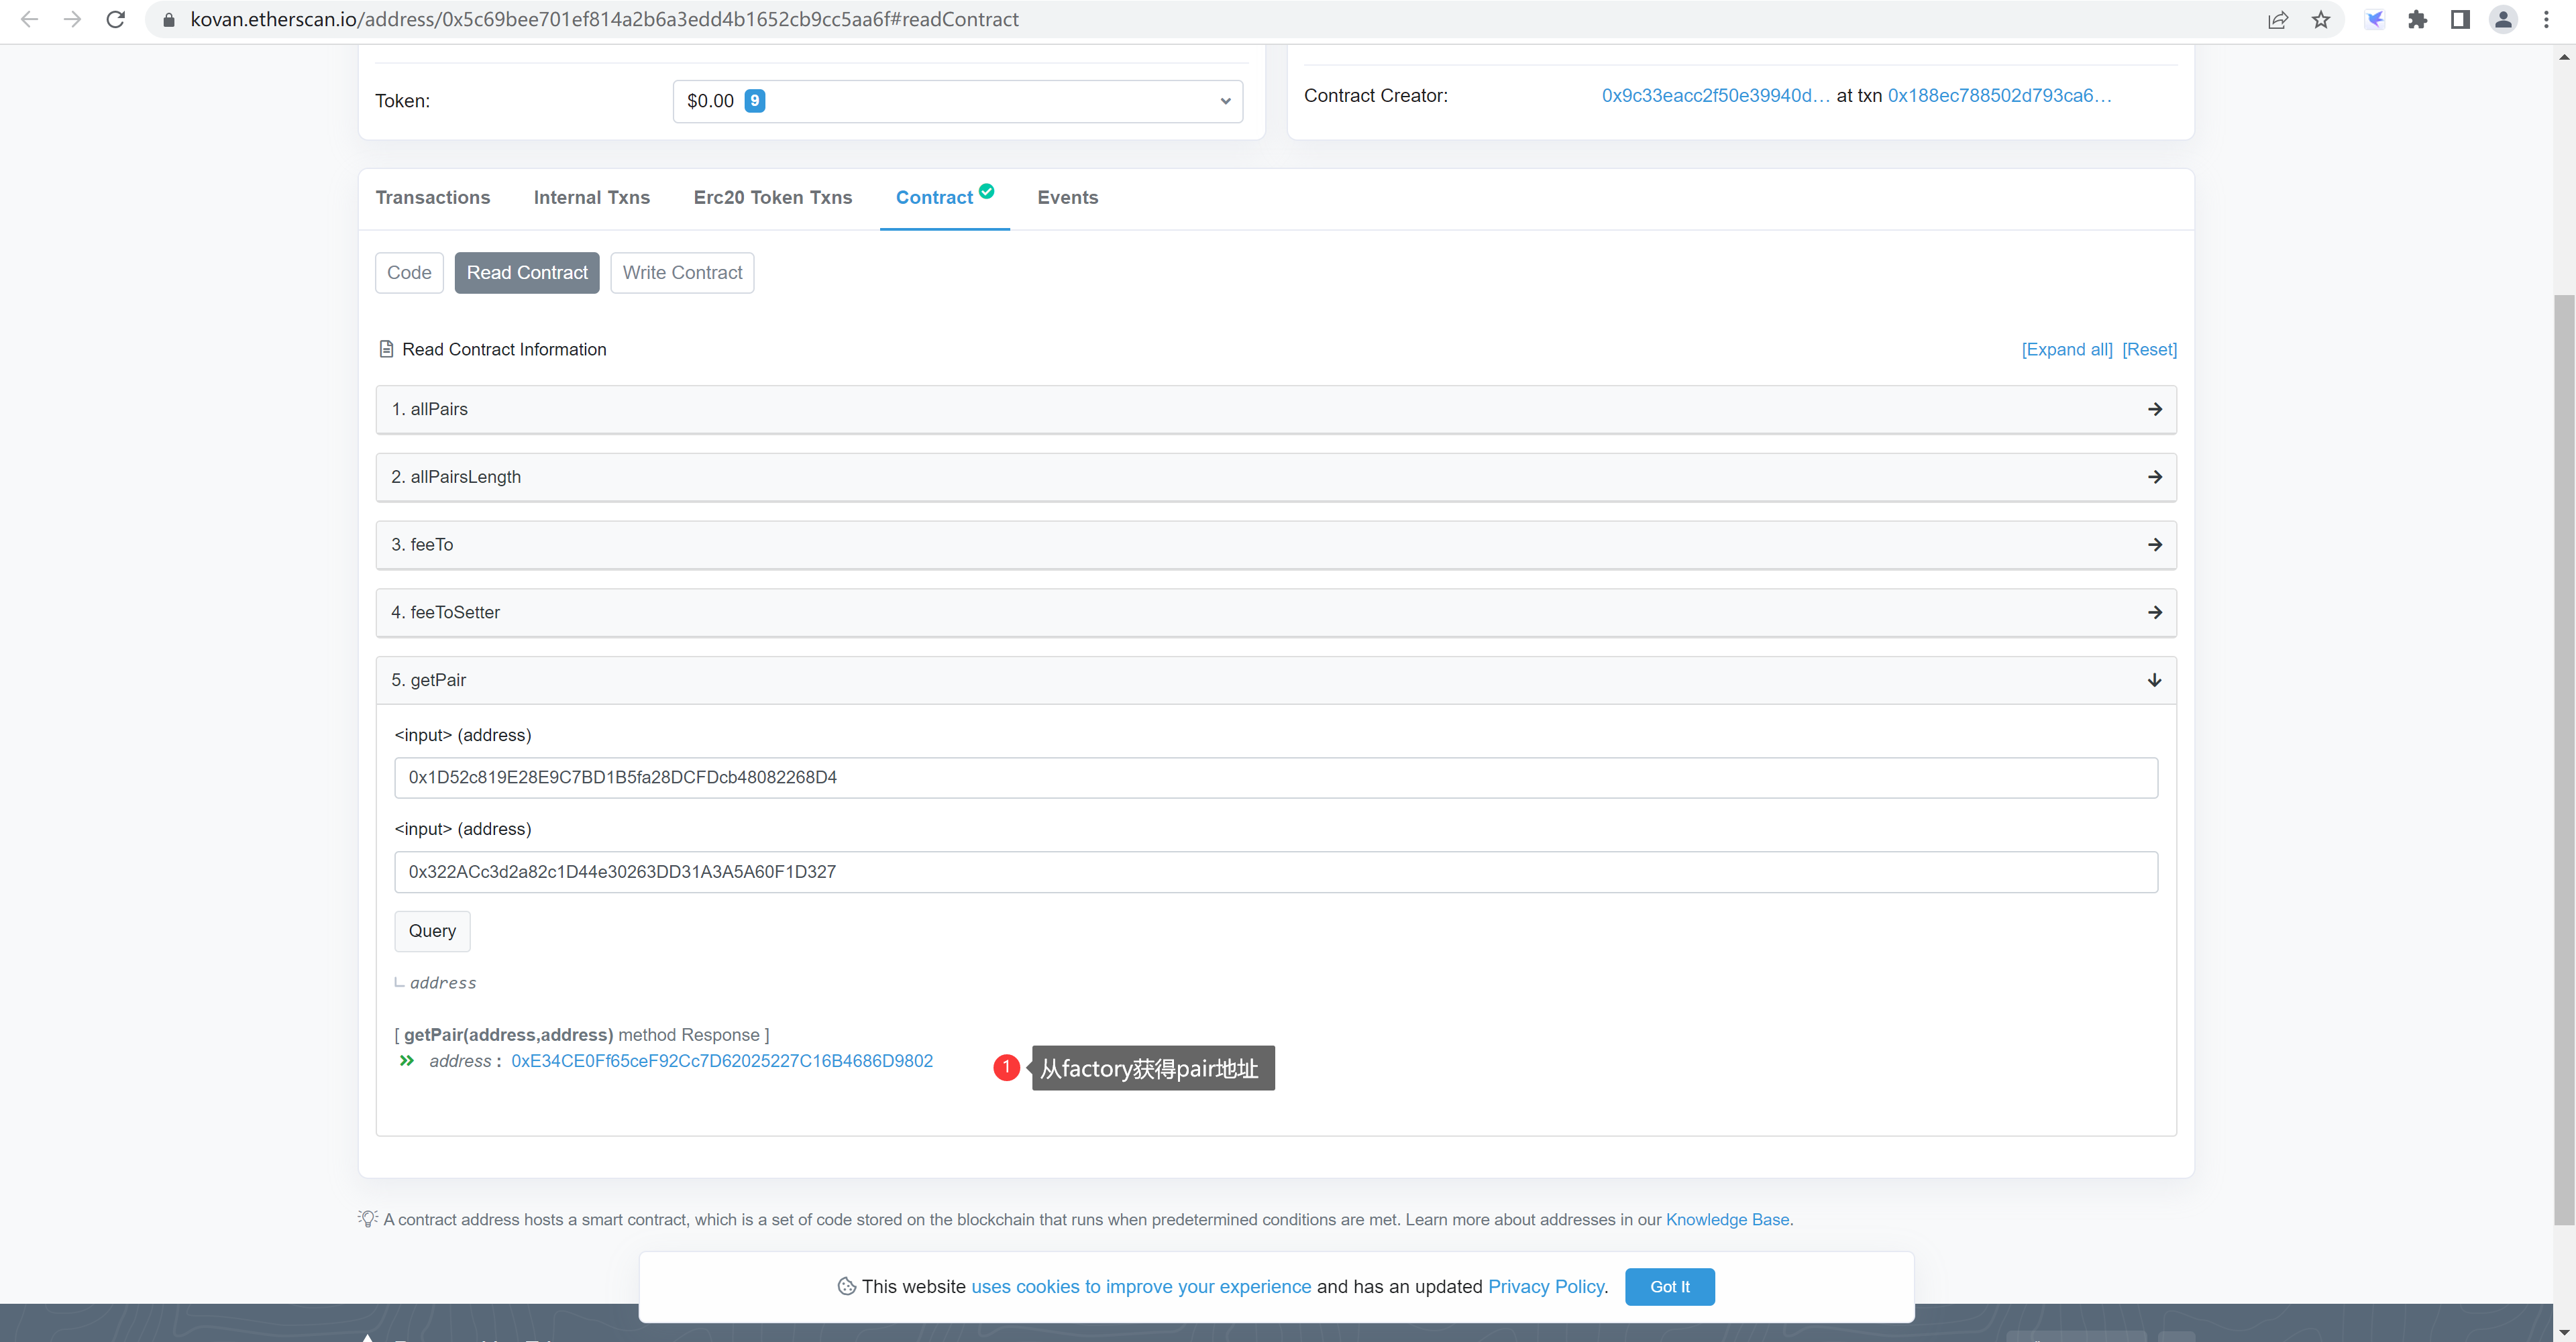 kovan.etherscan.io/address/0x5c69bee701ef814a2b6a3edd4b1652cb9cc5aa6f#readContract
Token:
$0.00 9
Contract Creator:
0x9c33eacc2f50e39940d... at txn 0x188ec788502d793ca6...
Transactions
Internal Txns
Erc20 Token Txns
Contract
Events
Code
Read Contract
Write Contract
Read Contract Information
[Expand all] [Reset]
1. allPairs
2. allPairsLength
3. feeTo
4. feeToSetter
5. getPair
<input> (address)
0x1D52c819E28E9C7BD1B5fa28DCFDcb48082268D4
<input> (address)
0x322ACc3d2a82c1D44e30263DD31A3A5A60F1D327
Query
address
[ getPair(address,address) method Response ]
address : 0xE34CE0Ff65ceF92Cc7D62025227C16B4686D9802
1 从factory获得pair地址
A contract address hosts a smart contract, which is a set of code stored on the blockchain that runs when predetermined conditions are met. Learn more about addresses in our Knowledge Base.
This website uses cookies to improve your experience and has an updated Privacy Policy.
Got It